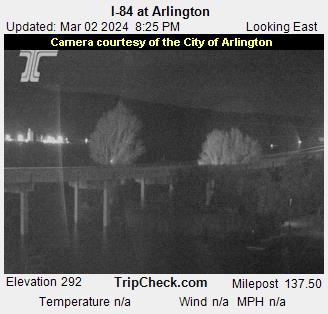 I-84 at Arlington
Updated: Mar 02 2024 8:25 PM Looking East
Camera courtesy of the City of Arlington
Elevation 292 TripCheck.com Milepost 137.50
Temperature n/a Wind n/a MPH n/a